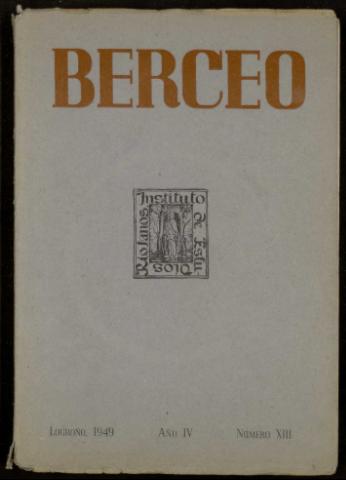 BERCEO
Instituto
de Estu-
dios
Riojanos
Logroño, 1949 Año IV Número XIII